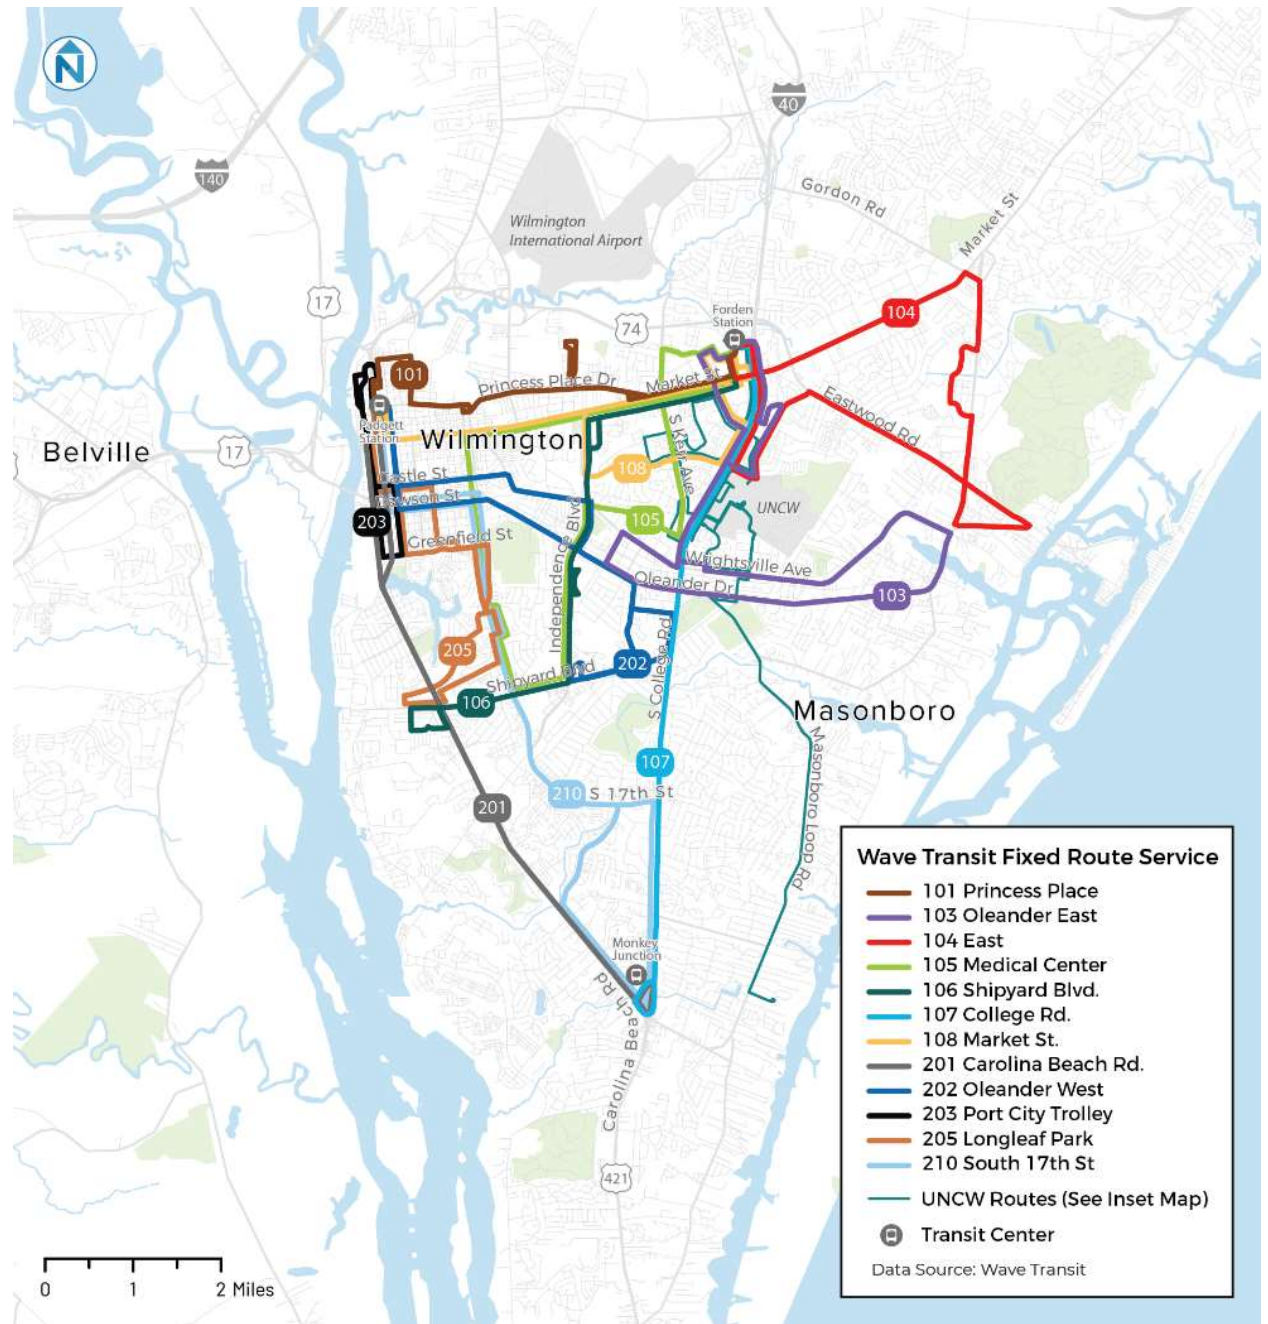 N
40
140
Gordon Rd
Market St
Wilmington
International Airport
17
74
Forden
Station
104
101
Princess Place Dr
Market St
Padgett
Station
Wilmington
Eastwood Rd
Belville
17
S Kerr Ave
108
Castle St
Dawson St
UNCW
203
105
Greenfield St
Independence Blvd
Wrightsville Ave
Oleander Dr
103
205
202
Shipyard Blvd
S College Rd
106
Masonboro
107
210
S 17th St
201
Masonboro Loop Rd
Monkey
Junction
Carolina Beach Rd
421
0 1 2 Miles
Wave Transit Fixed Route Service
101 Princess Place
103 Oleander East
104 East
105 Medical Center
106 Shipyard Blvd.
107 College Rd.
108 Market St.
201 Carolina Beach Rd.
202 Oleander West
203 Port City Trolley
205 Longleaf Park
210 South 17th St
UNCW Routes (See Inset Map)
Transit Center
Data Source: Wave Transit